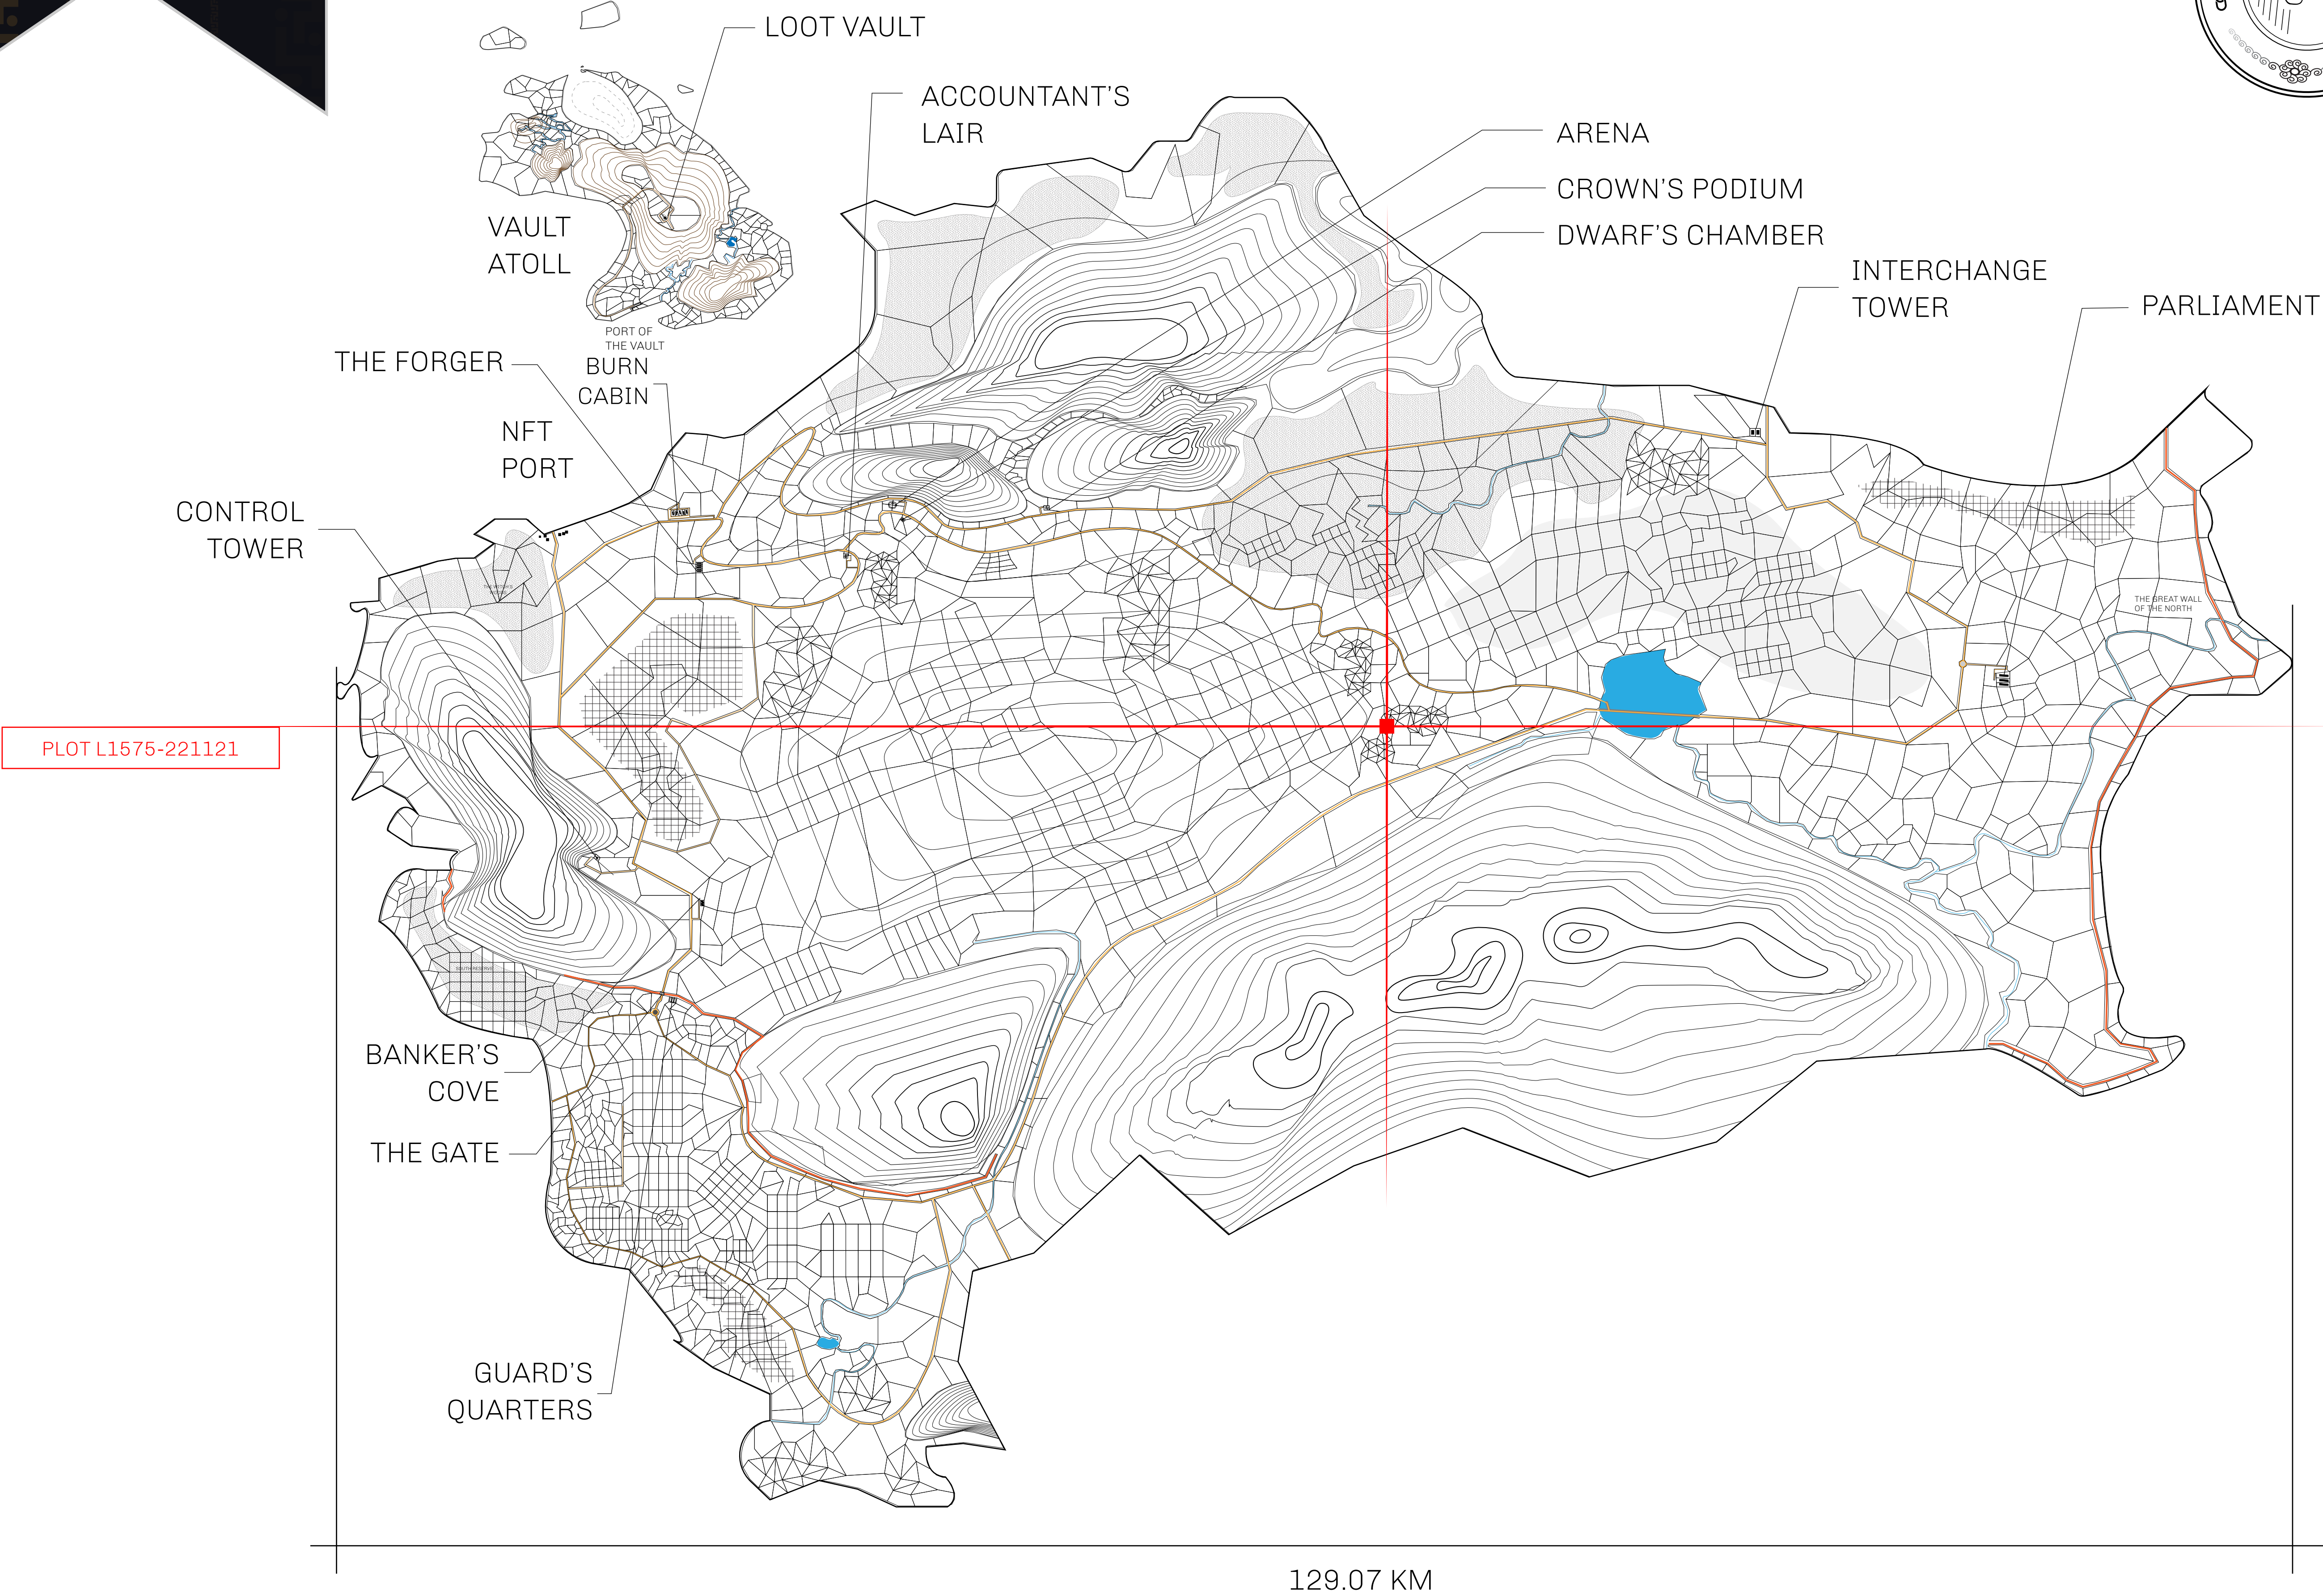 LOOT VAULT
ACCOUNTANT'S
LAIR
ARENA
CROWN'S PODIUM
DWARF'S CHAMBER
VAULT
ATOLL
INTERCHANGE
TOWER
PARLIAMENT
PORT OF
THE VAULT
THE FORGER
BURN
CABIN
NFT
PORT
CONTROL
TOWER
THE GREAT WALL
OF THE NORTH
PLOT L1575-221121
SOUTH RESERVE
BANKER'S
COVE
THE GATE
GUARD'S
QUARTERS
129.07 KM